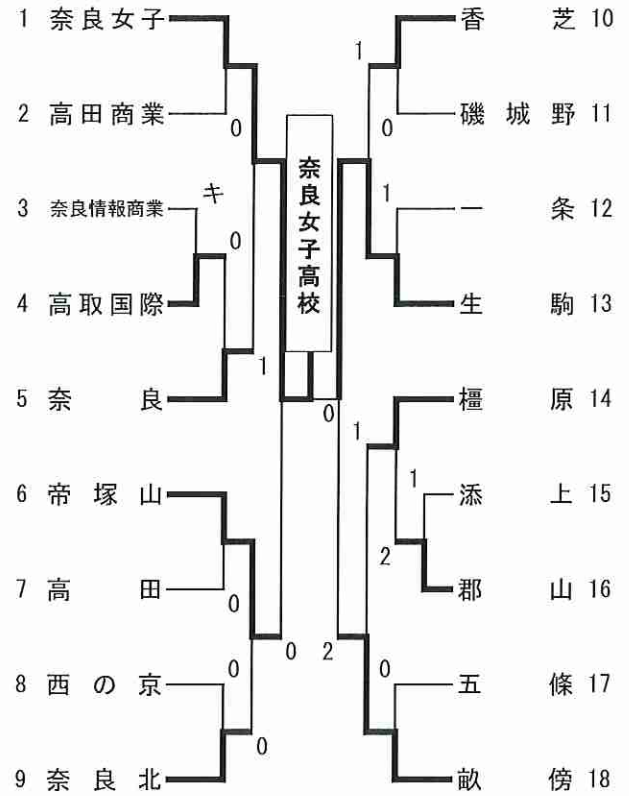 1 奈良女子
0
2 高田商業
キ
3 奈良情報商業
0
4 高取国際
1
5 奈良
6 帝塚山
0
7 高田
0
8 西の京
0
9 奈良北
0
奈良女子高校
0
2
1
香芝 10
0
磯城野 11
1
一条 12
生駒 13
1
橿原 14
1
添上 15
2
郡山 16
0
五條 17
畝傍 18